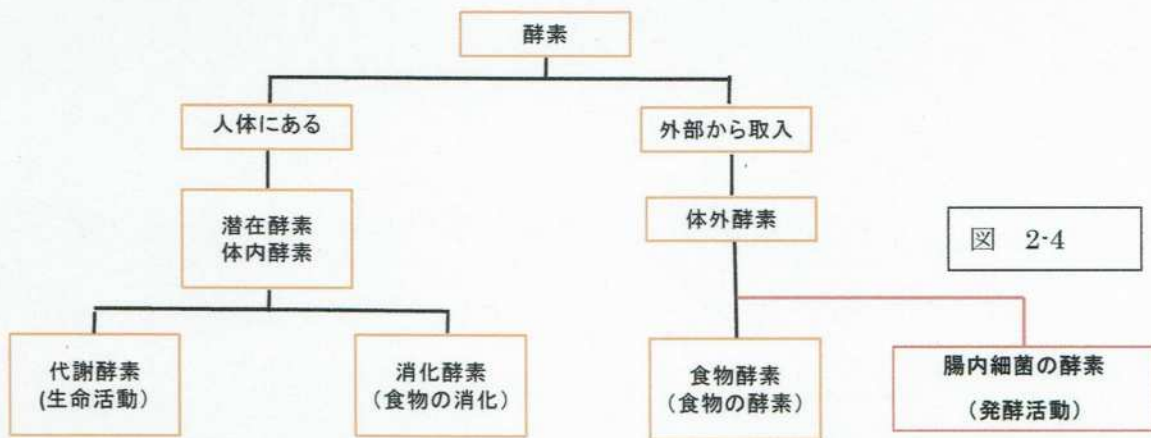 酵素
人体にある
外部から取入
潜在酵素
体内酵素
体外酵素
図 2-4
代謝酵素
(生命活動)
消化酵素
(食物の消化)
食物酵素
(食物の酵素)
腸内細菌の酵素
(発酵活動)